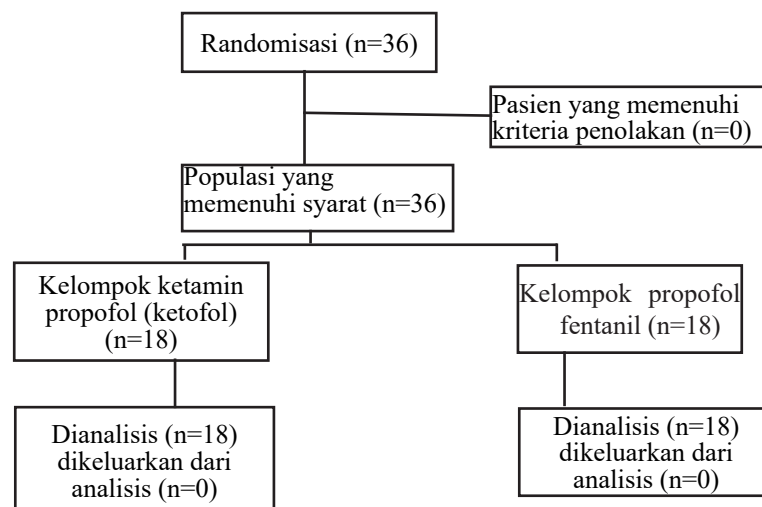 Randomisasi (n=36)
Pasien yang memenuhi
kriteria penolakan (n=0)
Populasi yang
memenuhi syarat (n=36)
Kelompok ketamin
propofol (ketofol)
(n=18)
Kelompok propofol
fentanil (n=18)
Dianalisis (n=18)
dikeluarkan dari
analisis (n=0)
Dianalisis (n=18)
dikeluarkan dari
analisis (n=0)